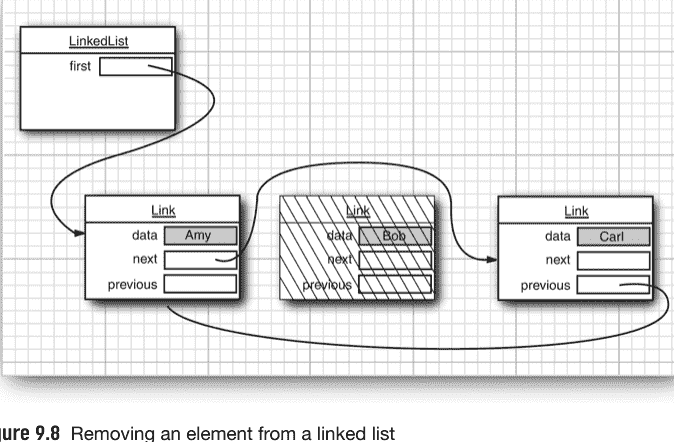 LinkedList
first
Link
data Amy
next
previous
Link
data Bob
next
previous
Link
data Carl
next
previous
ure 9.8 Removing an element from a linked list